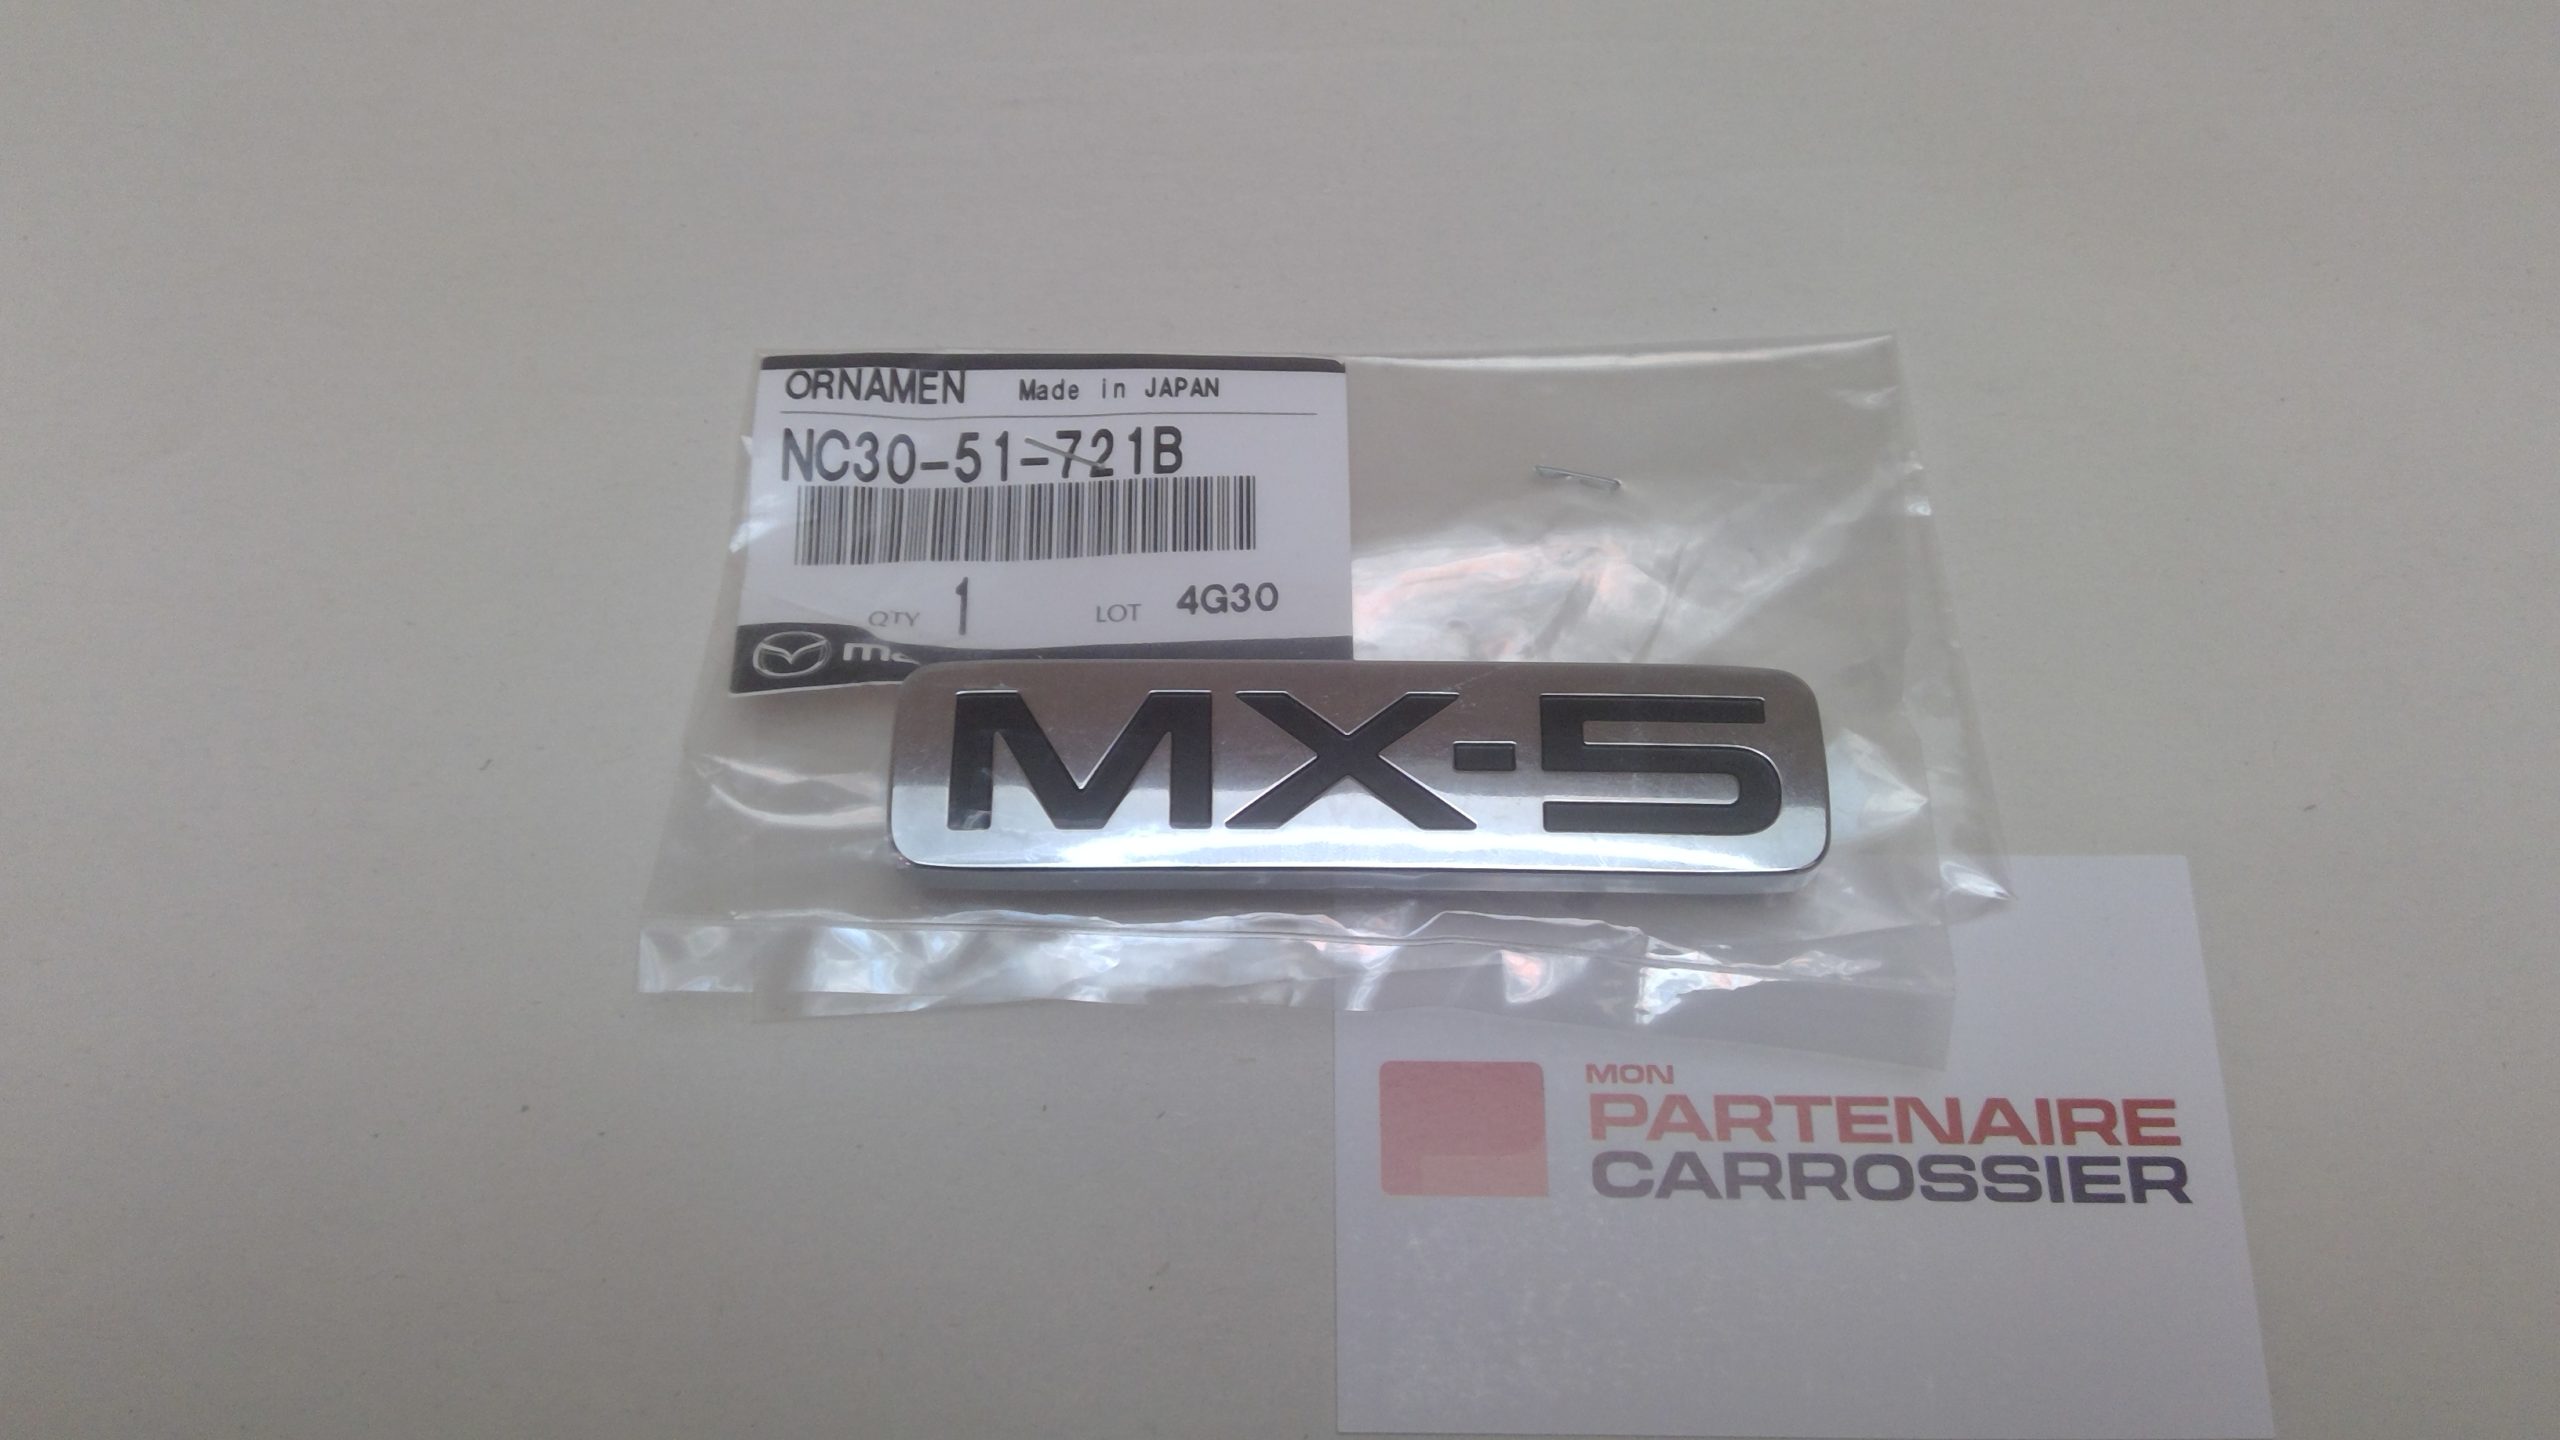 ORNAMEN Made in JAPAN
NC30-51-721B
QTY 1 LOT 4G30
MX-5
MON
PARTENAIRE
CARROSSIER